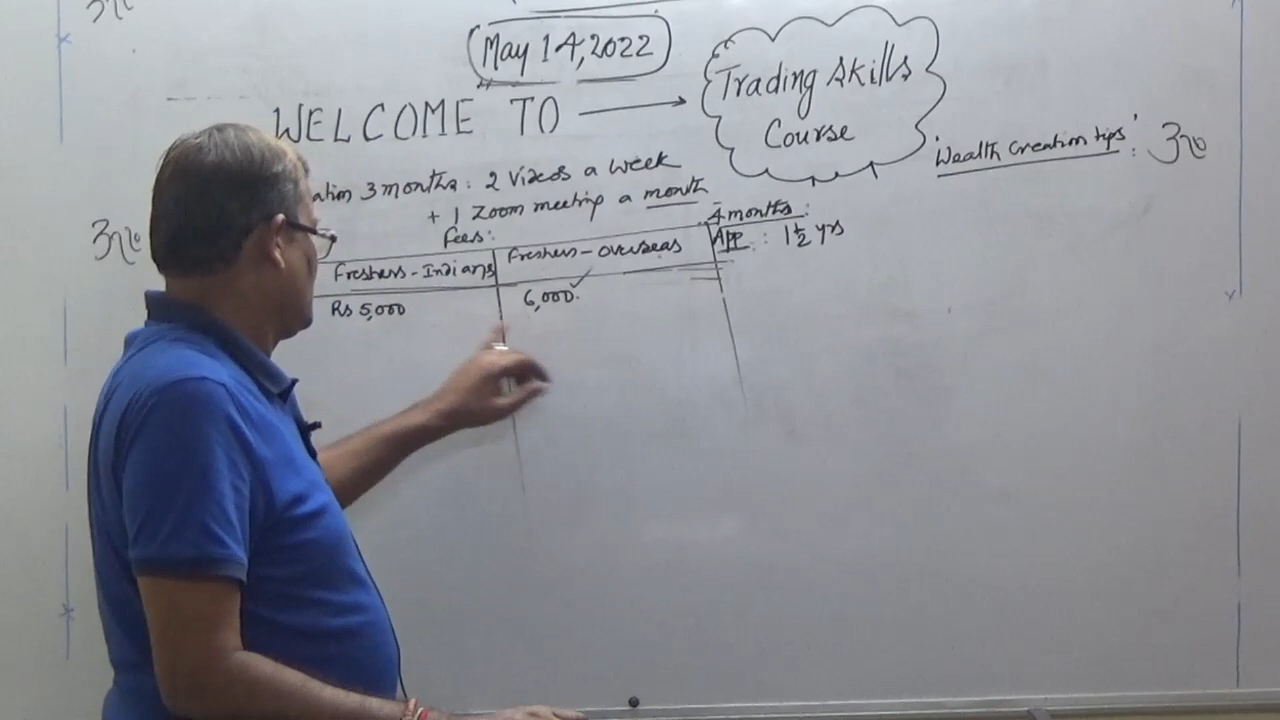 May 14,2022
WELCOME TO
Trading Skills
Course
'Wealth Creation tips'
3 months: 2 Videos a week
+ 1 Zoom meeting a month
Fees:
4 months:
App : 1½ yrs
Freshers - Indians
Freshers - Overseas
Rs 5,000
6,000